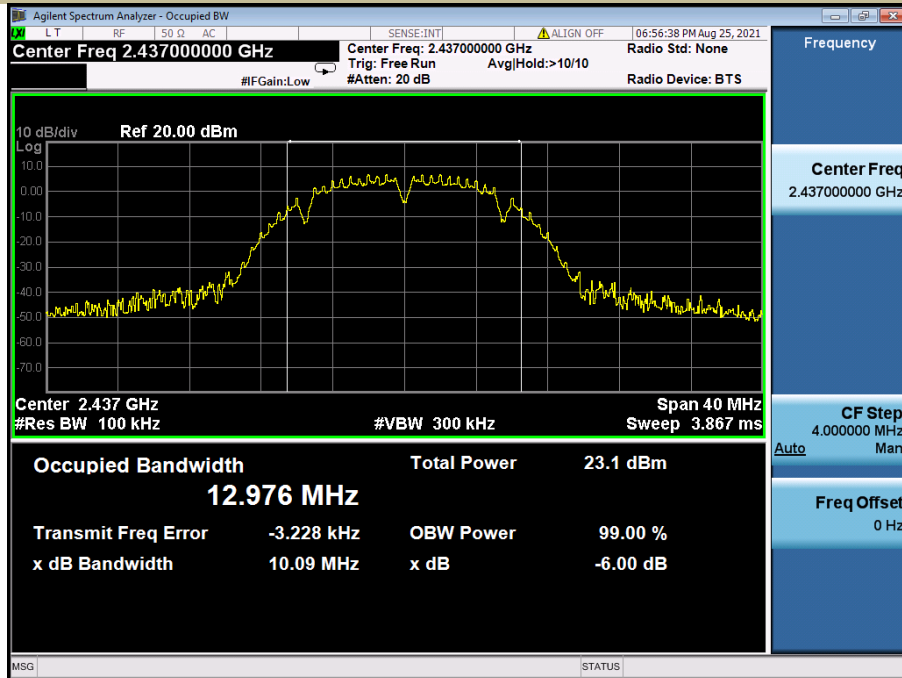 Agilent Spectrum Analyzer - Occupied BW
LXI L T RF 50 Ω AC SENSE:INT ALIGN OFF 06:56:38 PM Aug 25, 2021
Center Freq 2.437000000 GHz
Center Freq: 2.437000000 GHz Radio Std: None
Trig: Free Run Avg|Hold:>10/10
#IFGain:Low #Atten: 20 dB Radio Device: BTS
10 dB/div Ref 20.00 dBm
Log
10.0
0.00
-10.0
-20.0
-30.0
-40.0
-50.0
-60.0
-70.0
Center 2.437 GHz Span 40 MHz
#Res BW 100 kHz #VBW 300 kHz Sweep 3.867 ms
Occupied Bandwidth Total Power 23.1 dBm
12.976 MHz
Transmit Freq Error -3.228 kHz OBW Power 99.00 %
x dB Bandwidth 10.09 MHz x dB -6.00 dB
MSG STATUS
Frequency
Center Freq
2.437000000 GHz
CF Step
4.000000 MHz
Auto Man
Freq Offset
0 Hz